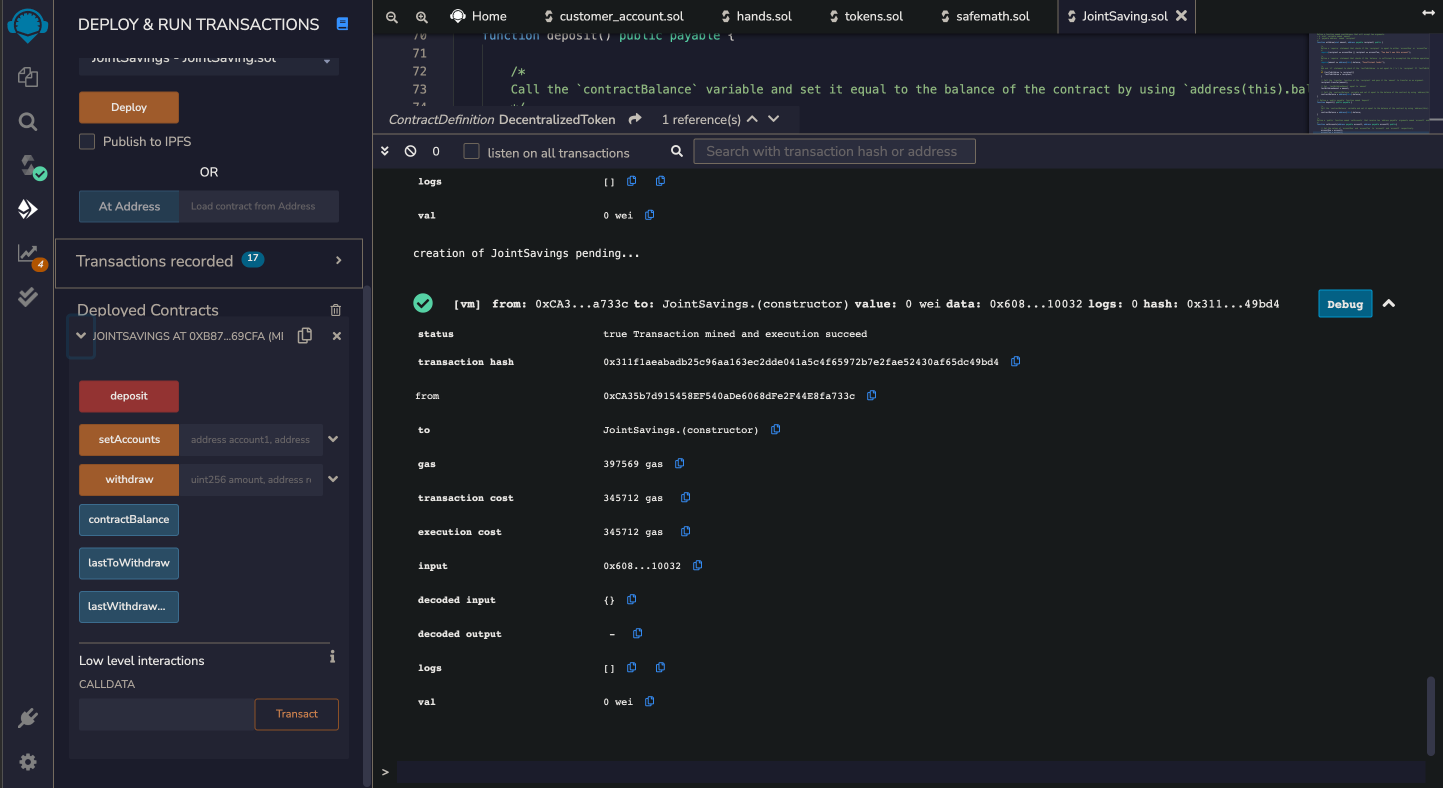 DEPLOY & RUN TRANSACTIONS
JointSavings - JointSaving.sol
Deploy
Publish to IPFS
OR
At Address Load contract from Address
Transactions recorded 17
4
Deployed Contracts
JOINTSAVINGS AT 0XB87...69CFA (MI
deposit
setAccounts address account1, address
withdraw uint256 amount, address r
contractBalance
lastToWithdraw
lastWithdraw...
Low level interactions
CALLDATA
Transact
Home customer_account.sol hands.sol tokens.sol safemath.sol JointSaving.sol
70 function deposit() public payable {
71
72 /*
73 Call the `contractBalance` variable and set it equal to the balance of the contract by using `address(this).bal
74 */
ContractDefinition DecentralizedToken 1 reference(s)
0 listen on all transactions Search with transaction hash or address
logs [] 
val 0 wei
creation of JointSavings pending...
[vm] from: 0xCA3...a733c to: JointSavings.(constructor) value: 0 wei data: 0x608...10032 logs: 0 hash: 0x311...49bd4 Debug
status true Transaction mined and execution succeed
transaction hash 0x311f1aeabadb25c96aa163ec2dde041a5c4f65972b7e2fae52430af65dc49bd4
from 0xCA35b7d915458EF540aDe6068dFe2F44E8fa733c
to JointSavings.(constructor)
gas 397569 gas
transaction cost 345712 gas
execution cost 345712 gas
input 0x608...10032
decoded input {}
decoded output -
logs []
val 0 wei
>